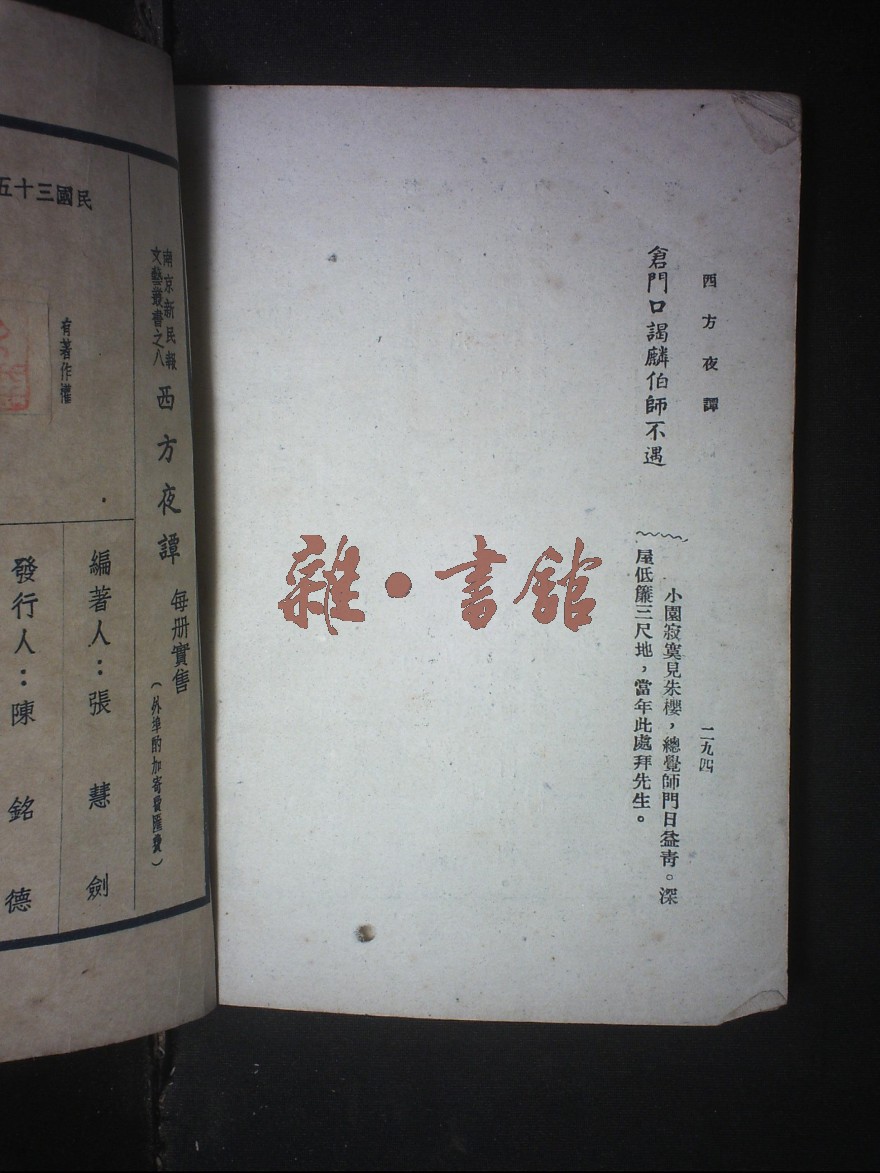 西方夜譚
二九四
倉門口謁麟伯師不遇
小園寂寞見朱櫻，總覺師門日益靑。深
屋低簾三尺地，當年此處拜先生。
雜•書舘
南京新民報
文藝叢書之八
西方夜譚
每册實售
（外埠酌加寄費匯費）
編著人：張慧劍
發行人：陳銘德
民國三十五
有著作權